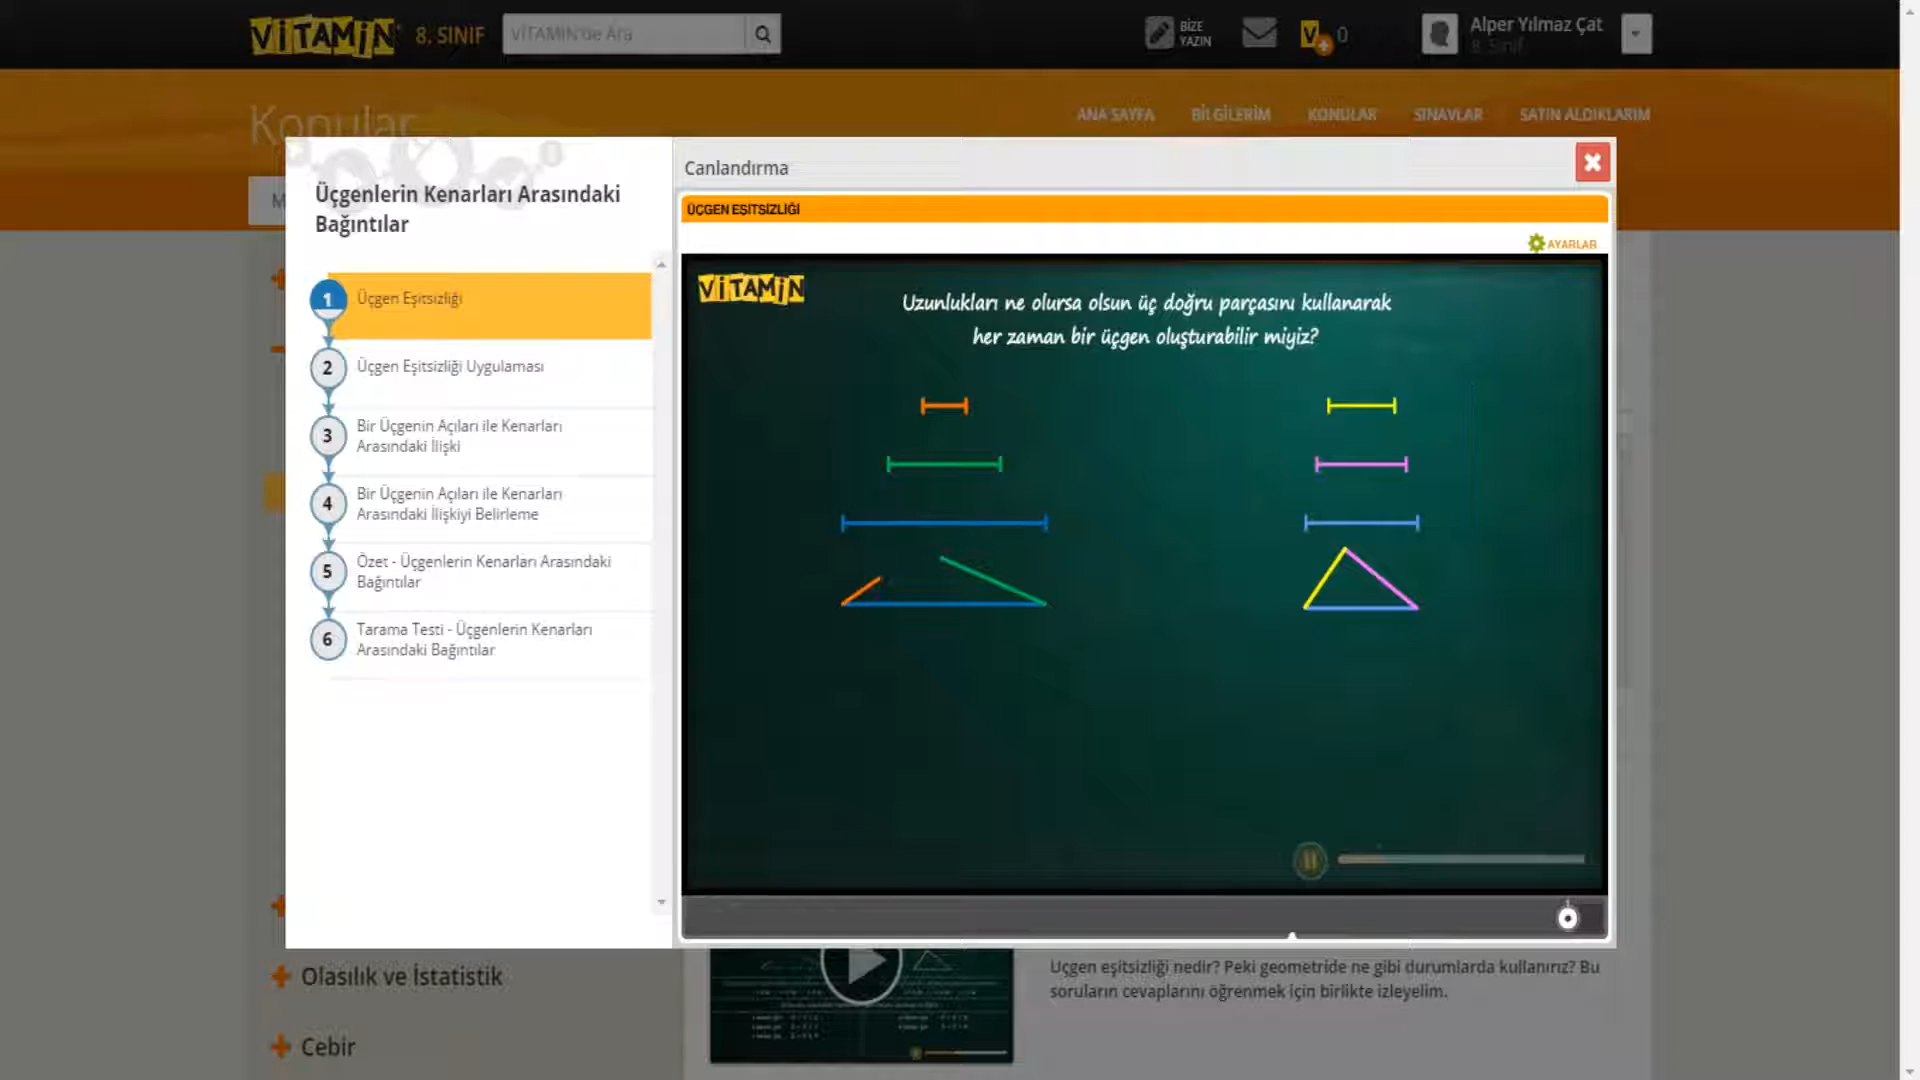 VİTAMİN 8. SINIF
VİTAMİN'de Ara
BİZE
YAZIN
V
0
Alper Yılmaz Çat
8. Sınıf
Konular
ANA SAYFA
BİLGİLERİM
KONULAR
SINAVLAR
SATIN ALDIKLARIM
M
Üçgenlerin Kenarları Arasındaki
Bağıntılar
1 Üçgen Eşitsizliği
2 Üçgen Eşitsizliği Uygulaması
3 Bir Üçgenin Açıları ile Kenarları
Arasındaki İlişki
4 Bir Üçgenin Açıları ile Kenarları
Arasındaki İlişkiyi Belirleme
5 Özet - Üçgenlerin Kenarları Arasındaki
Bağıntılar
6 Tarama Testi - Üçgenlerin Kenarları
Arasındaki Bağıntılar
Canlandırma
ÜÇGEN EŞİTSİZLİĞİ
AYARLAR
VİTAMİN
Uzunlukları ne olursa olsun üç doğru parçasını kullanarak
her zaman bir üçgen oluşturabilir miyiz?
Olasılık ve İstatistik
Cebir
Üçgen eşitsizliği nedir? Peki geometride ne gibi durumlarda kullanırız? Bu
soruların cevaplarını öğrenmek için birlikte izleyelim.